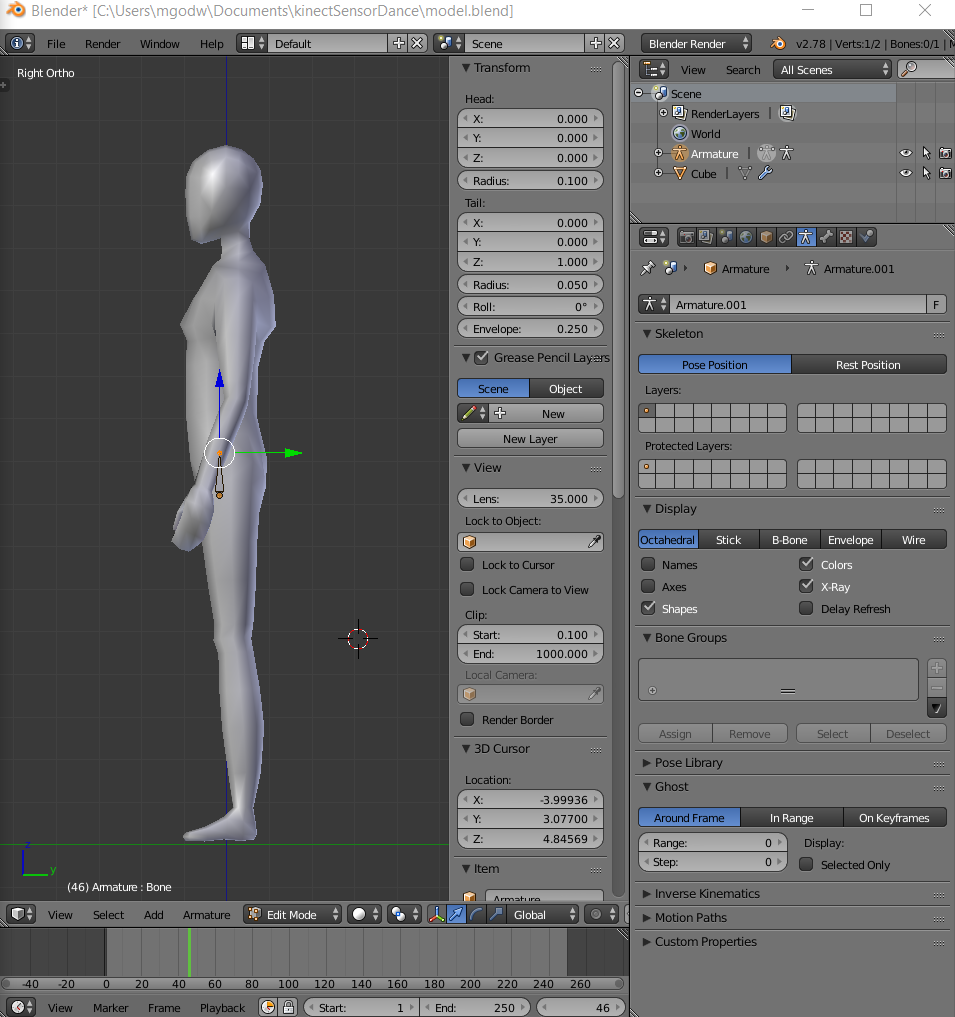 Blender* [C:\Users\mgodw\Documents\kinectSensorDance\model.blend]
File Render Window Help Default Scene Blender Render v2.78 | Verts:1/2 | Bones:0/1 |
Right Ortho
Transform
Head:
X: 0.000
Y: 0.000
Z: 0.000
Radius: 0.100
Tail:
X: 0.000
Y: 0.000
Z: 1.000
Radius: 0.050
Roll: 0°
Envelope: 0.250
Grease Pencil Layers
Scene Object
New
New Layer
View
Lens: 35.000
Lock to Object:
Lock to Cursor
Lock Camera to View
Clip:
Start: 0.100
End: 1000.000
Local Camera:
Render Border
3D Cursor
Location:
X: -3.99936
Y: 3.07700
Z: 4.84569
Item
Armature
z
y
(46) Armature : Bone
View Select Add Armature Edit Mode Global
-40 -20 0 20 40 60 80 100 120 140 160 180 200 220 240 260
View Marker Frame Playback Start: 1 End: 250 46
View Search All Scenes
Scene
RenderLayers |
World
Armature |
Cube |
Armature Armature.001
Armature.001 F
Skeleton
Pose Position Rest Position
Layers:
Protected Layers:
Display
Octahedral Stick B-Bone Envelope Wire
Names Colors
Axes X-Ray
Shapes Delay Refresh
Bone Groups
Assign Remove Select Deselect
Pose Library
Ghost
Around Frame In Range On Keyframes
Range: 0 Display:
Step: 0 Selected Only
Inverse Kinematics
Motion Paths
Custom Properties